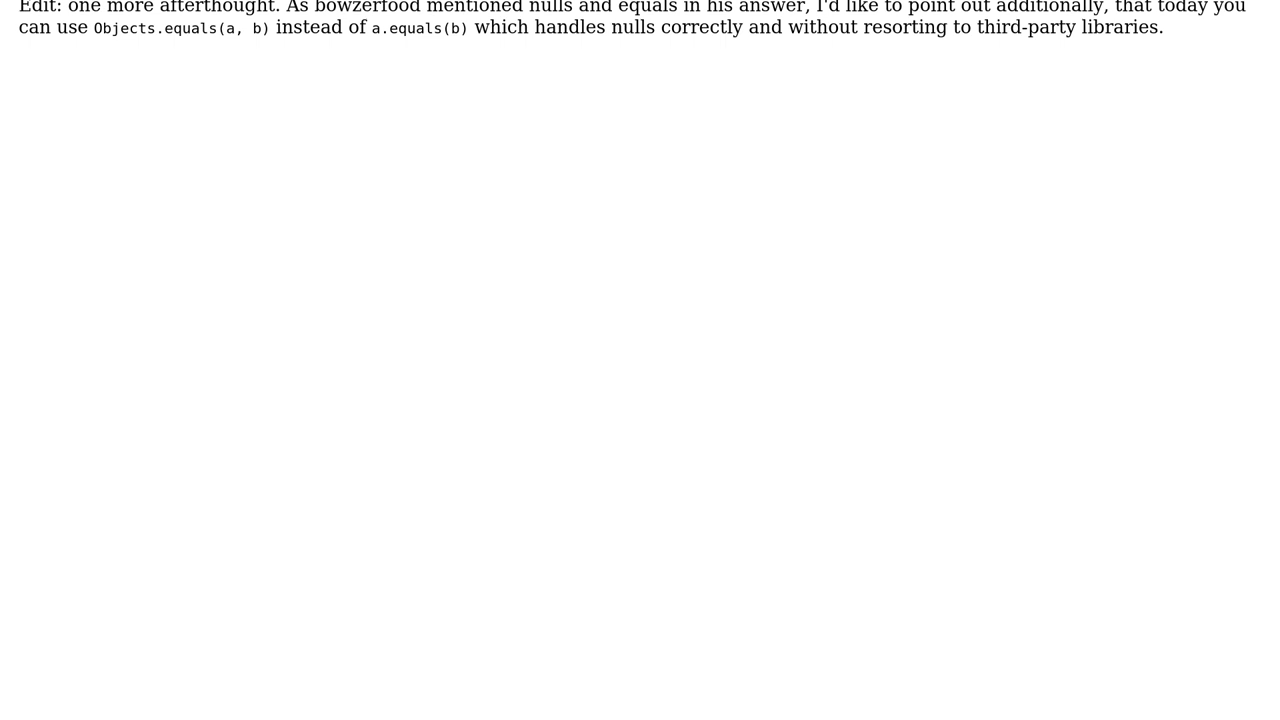 Edit: one more afterthought. As bowzerfood mentioned nulls and equals in his answer, I'd like to point out additionally, that today you
can use Objects.equals(a, b) instead of a.equals(b) which handles nulls correctly and without resorting to third-party libraries.